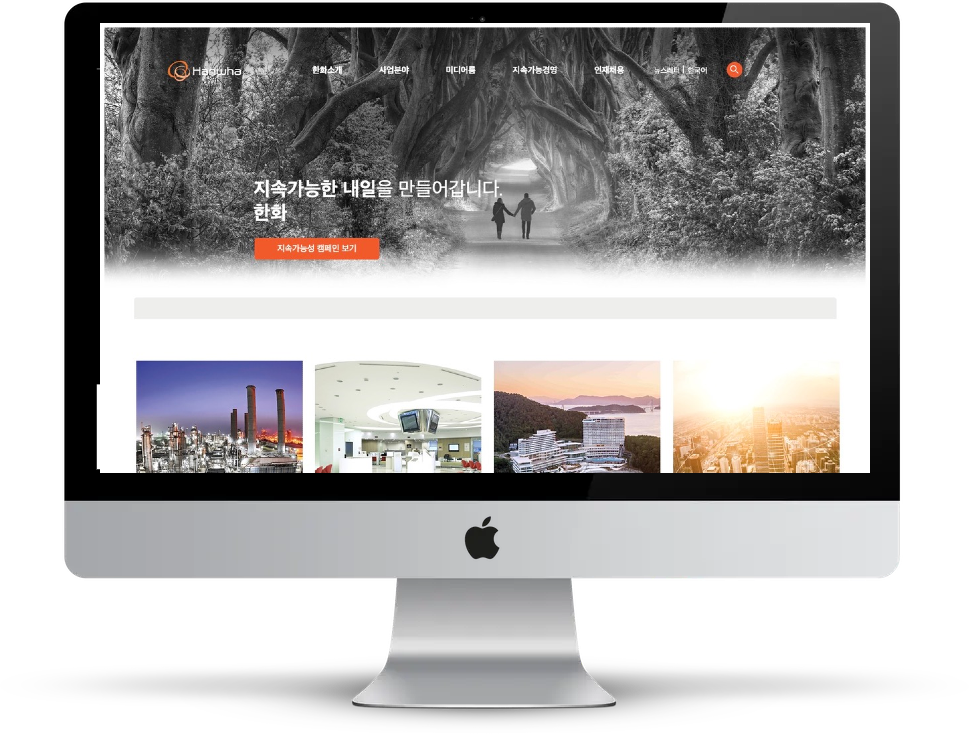 Hanwha
한화소개
사업분야
미디어룸
지속가능경영
인재채용
뉴스레터 | 한국어
지속가능한 내일을 만들어갑니다.
한화
지속가능성 캠페인 보기